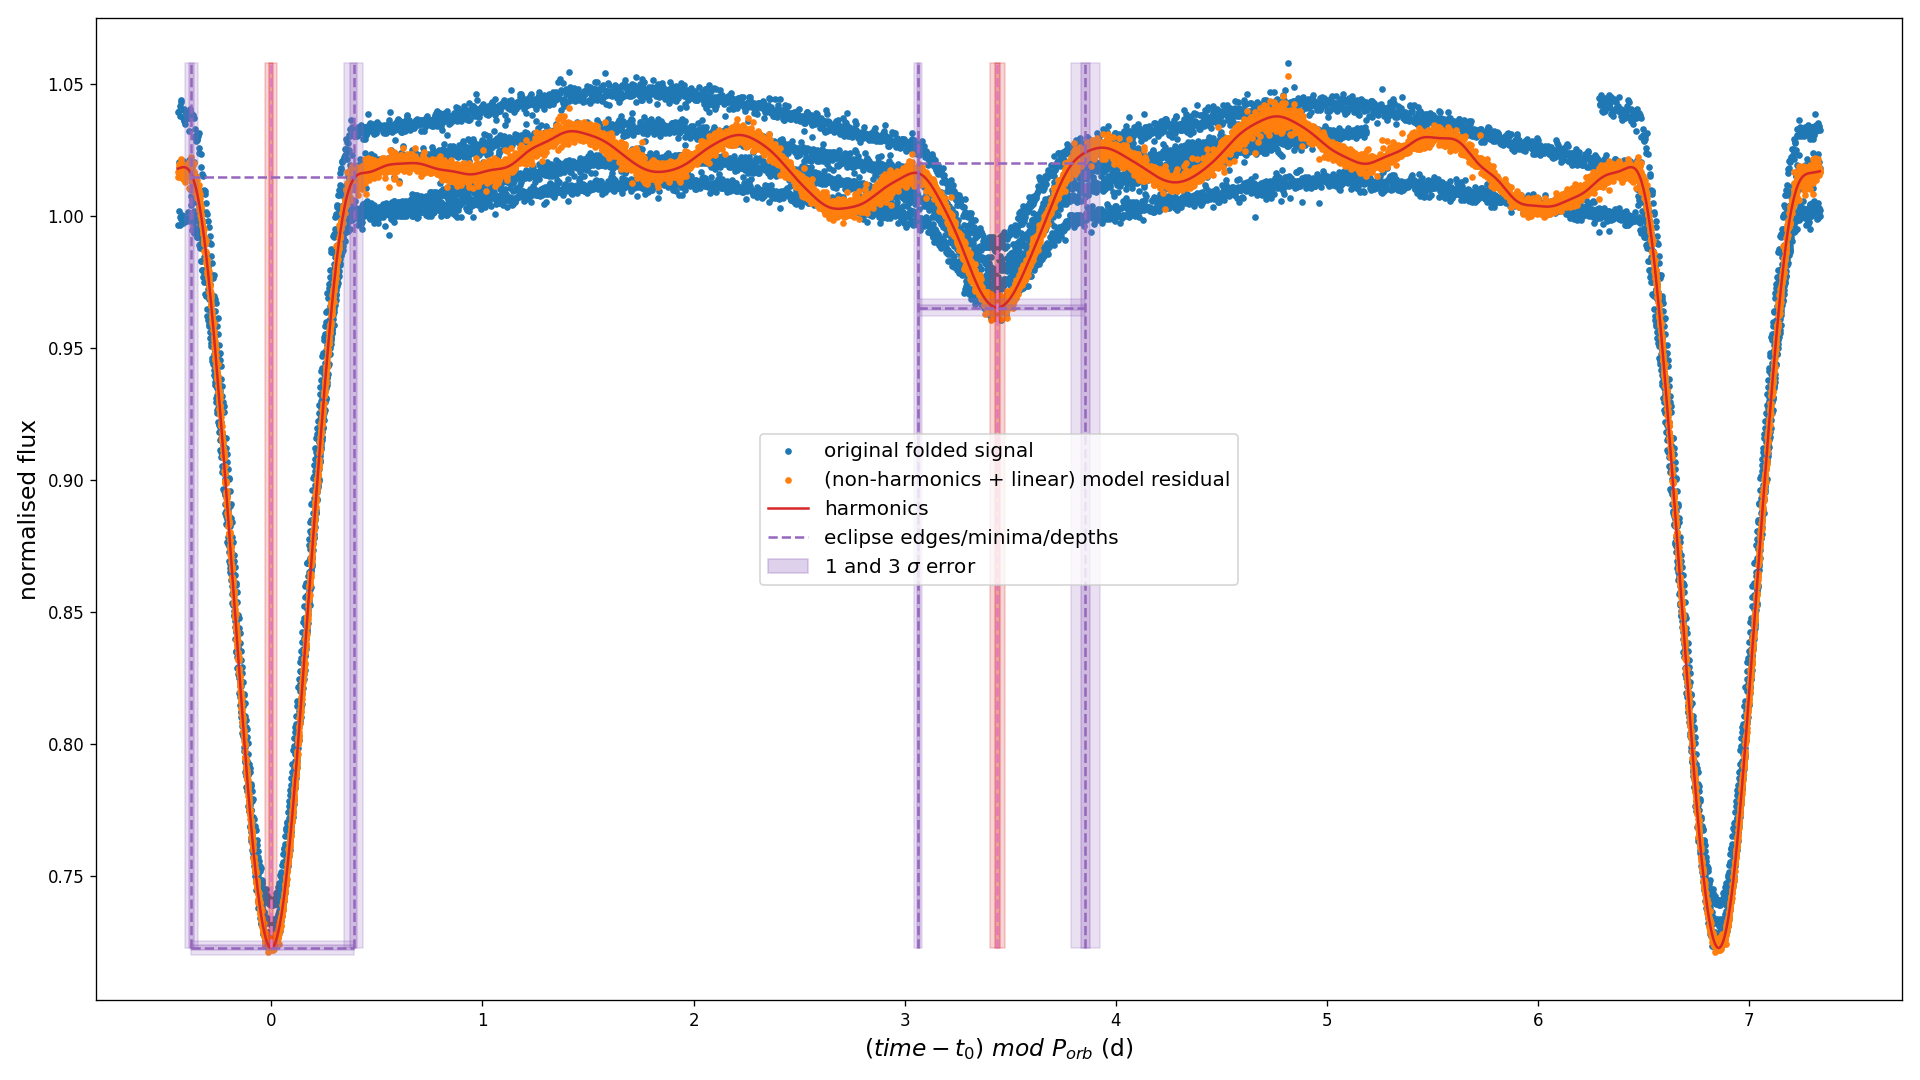 normalised flux
1.05
1.00
0.95
0.90
0.85
0.80
0.75
original folded signal
(non-harmonics + linear) model residual
harmonics
eclipse edges/minima/depths
1 and 3 σ error
0 1 2 3 4 5 6 7
(time − t₀) mod Pₒᵣb (d)